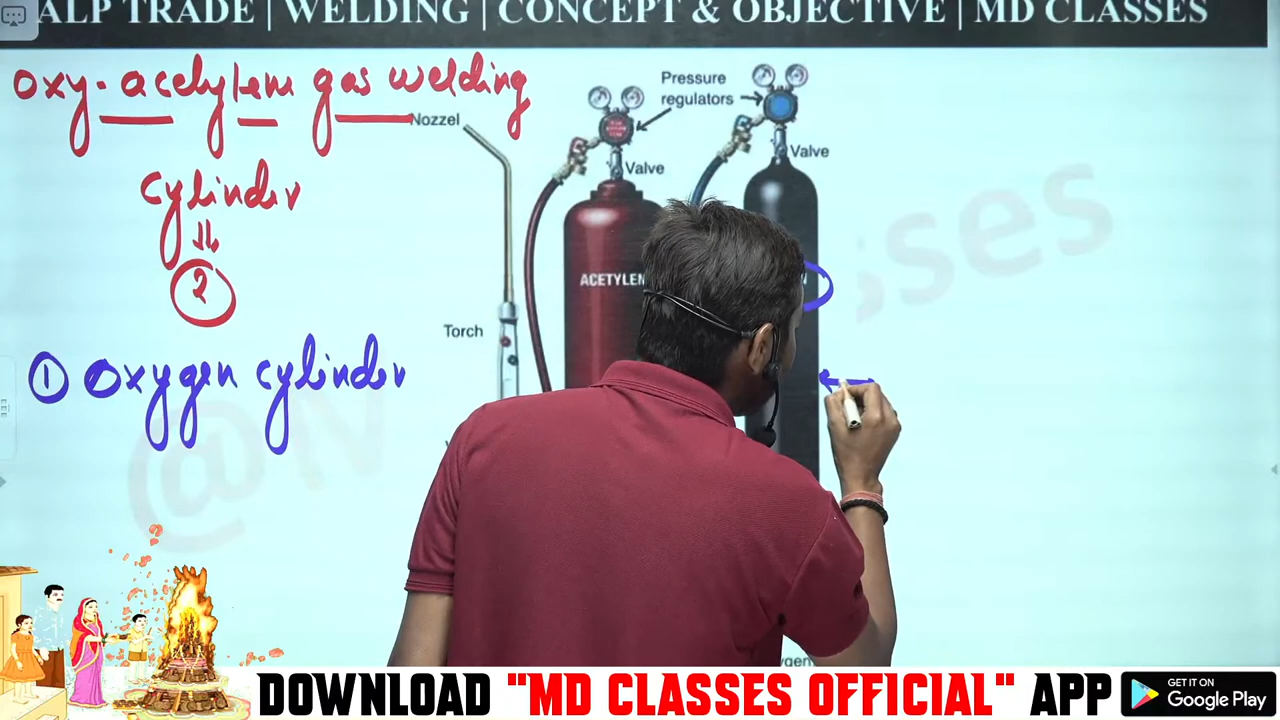 ALP TRADE | WELDING | CONCEPT & OBJECTIVE | MD CLASSES
oxy-acetylene gas welding
Nozzel
Pressure
regulators
Valve
Valve
cylinder
2
ACETYLEN
Torch
① Oxygen cylinder
DOWNLOAD "MD CLASSES OFFICIAL" APP
GET IT ON
Google Play